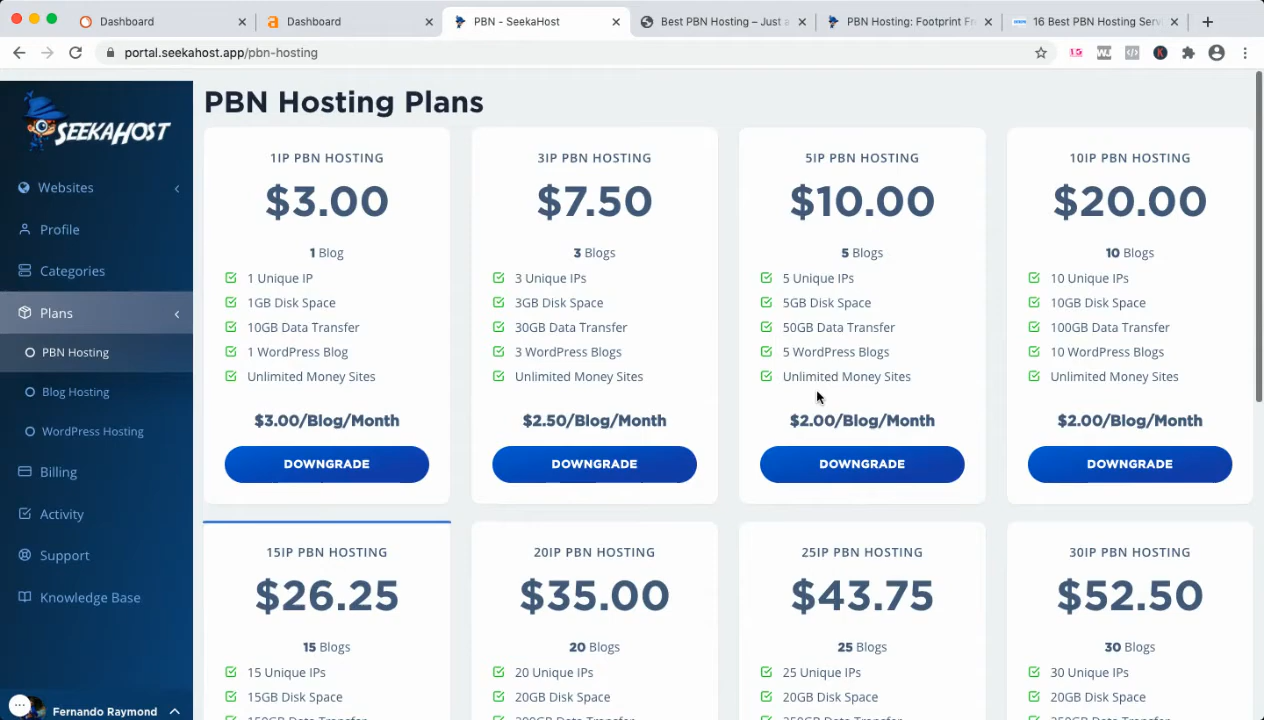 Dashboard
Dashboard
PBN - SeekaHost
Best PBN Hosting – Just a
PBN Hosting: Footprint Fr
16 Best PBN Hosting Serv
portal.seekahost.app/pbn-hosting
SEEKAHOST
Websites
Profile
Categories
Plans
PBN Hosting
Blog Hosting
WordPress Hosting
Billing
Activity
Support
Knowledge Base
Fernando Raymond
PBN Hosting Plans
1IP PBN HOSTING
$3.00
1 Blog
1 Unique IP
1GB Disk Space
10GB Data Transfer
1 WordPress Blog
Unlimited Money Sites
$3.00/Blog/Month
DOWNGRADE
3IP PBN HOSTING
$7.50
3 Blogs
3 Unique IPs
3GB Disk Space
30GB Data Transfer
3 WordPress Blogs
Unlimited Money Sites
$2.50/Blog/Month
DOWNGRADE
5IP PBN HOSTING
$10.00
5 Blogs
5 Unique IPs
5GB Disk Space
50GB Data Transfer
5 WordPress Blogs
Unlimited Money Sites
$2.00/Blog/Month
DOWNGRADE
10IP PBN HOSTING
$20.00
10 Blogs
10 Unique IPs
10GB Disk Space
100GB Data Transfer
10 WordPress Blogs
Unlimited Money Sites
$2.00/Blog/Month
DOWNGRADE
15IP PBN HOSTING
$26.25
15 Blogs
15 Unique IPs
15GB Disk Space
20IP PBN HOSTING
$35.00
20 Blogs
20 Unique IPs
20GB Disk Space
25IP PBN HOSTING
$43.75
25 Blogs
25 Unique IPs
20GB Disk Space
30IP PBN HOSTING
$52.50
30 Blogs
30 Unique IPs
20GB Disk Space